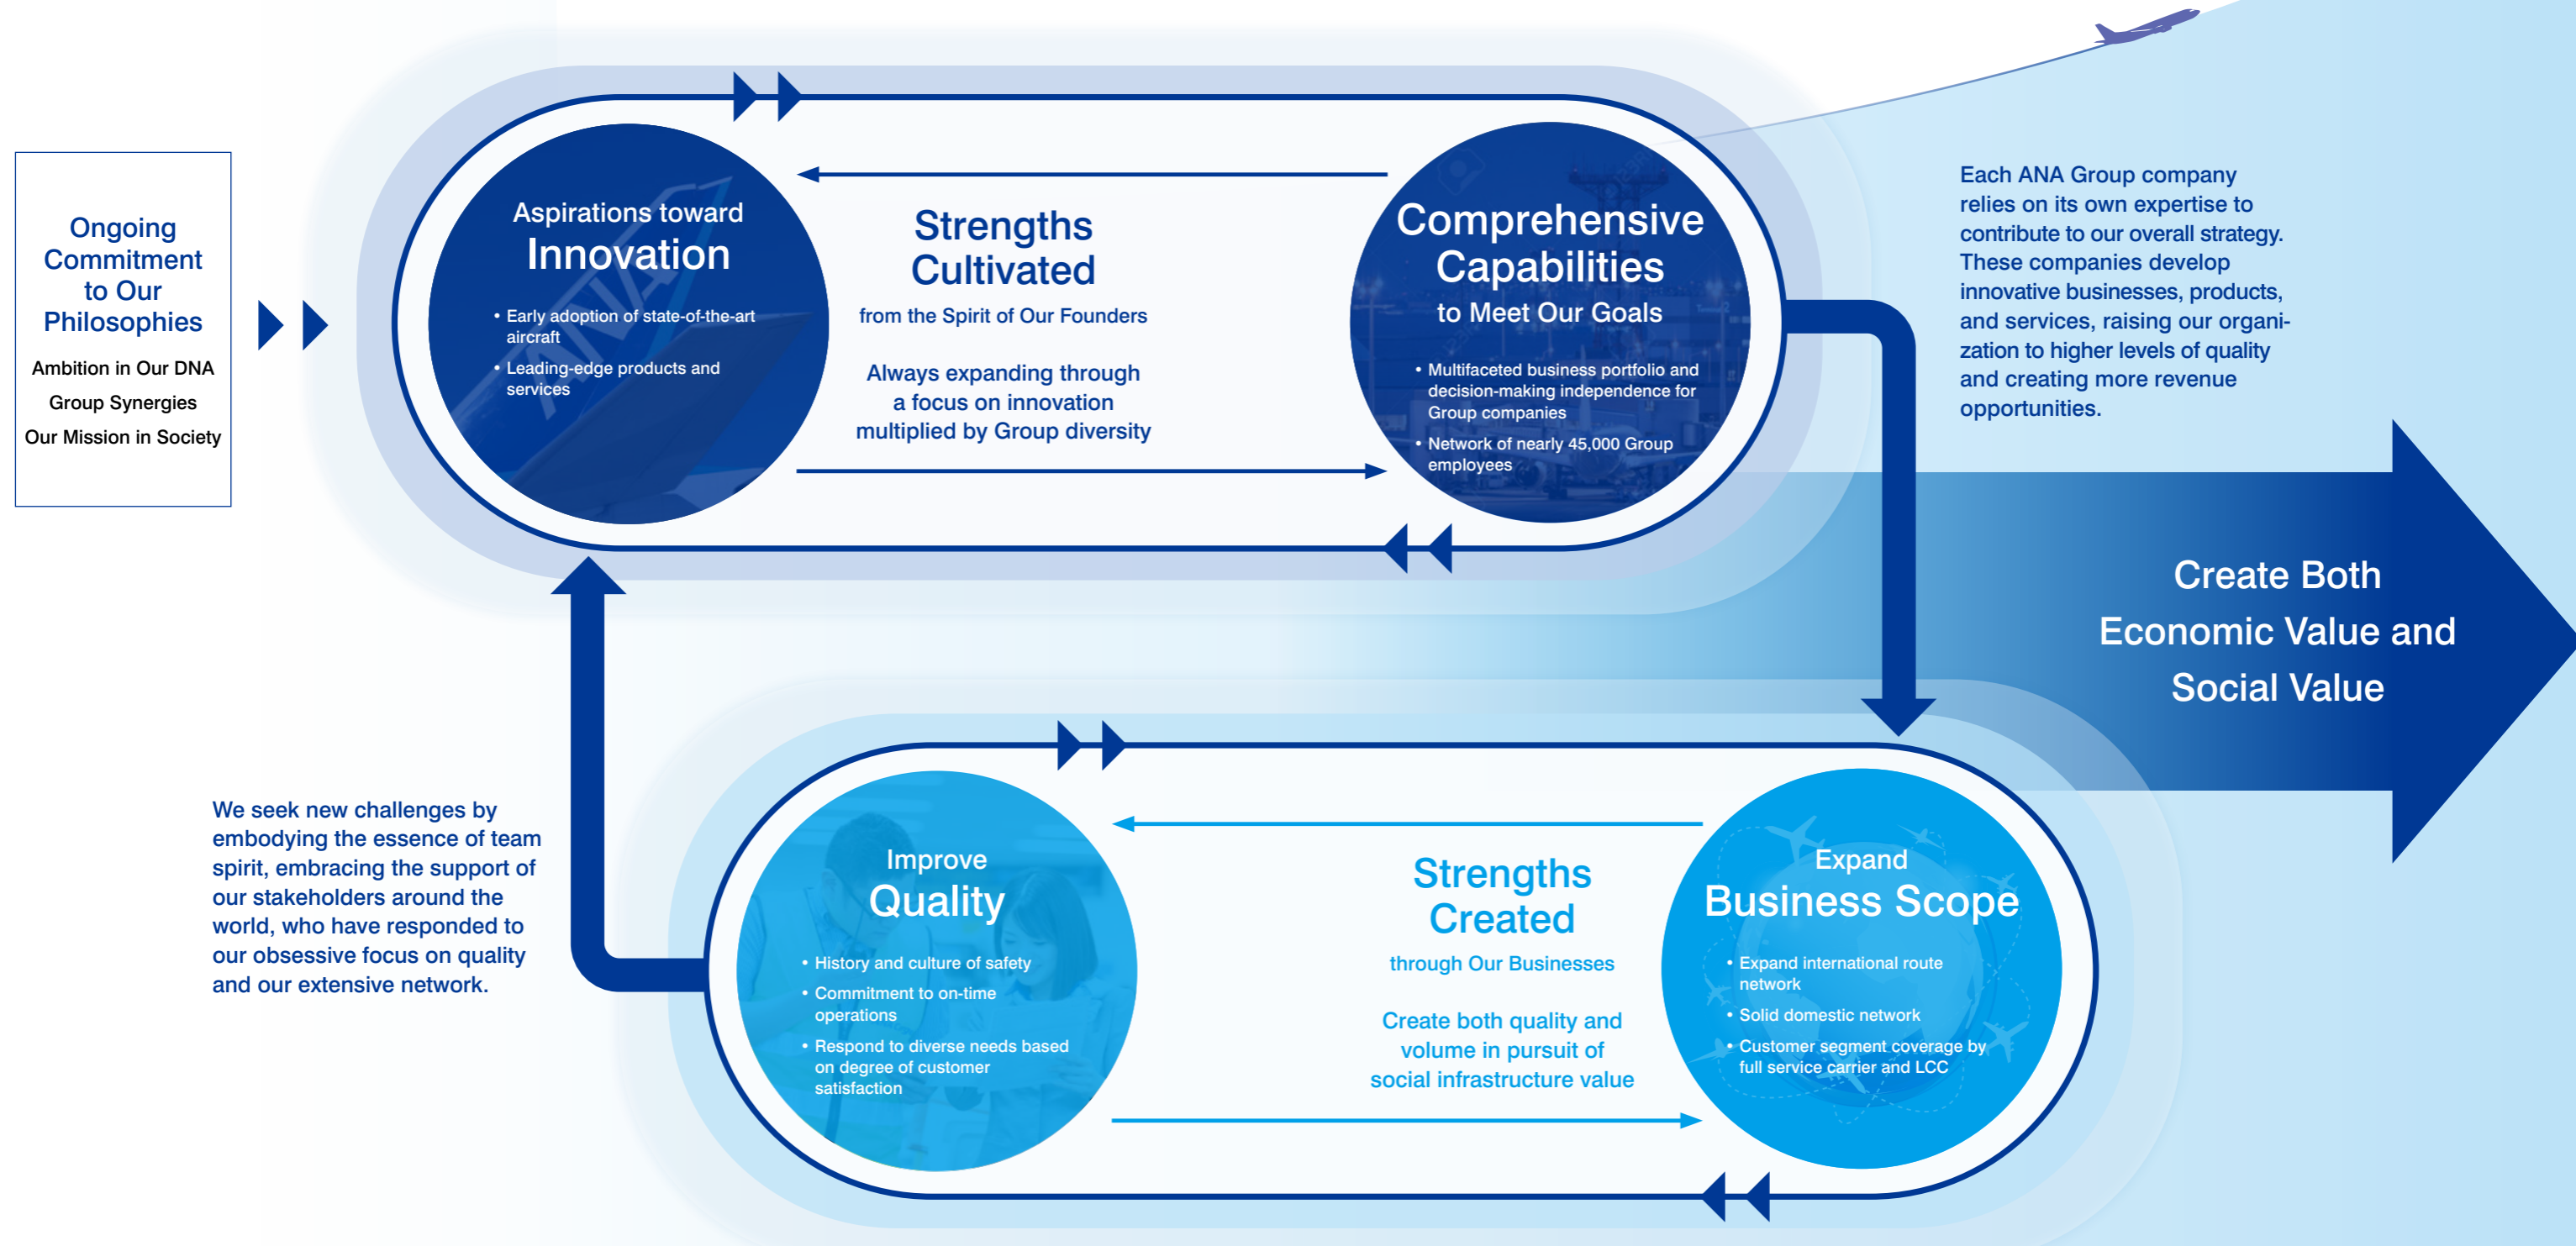 Ongoing
Commitment
to Our
Philosophies
Ambition in Our DNA
Group Synergies
Our Mission in Society
Aspirations toward
Innovation
• Early adoption of state-of-the-art
aircraft
• Leading-edge products and
services
ANA
Strengths
Cultivated
from the Spirit of Our Founders
Always expanding through
a focus on innovation
multiplied by Group diversity
Comprehensive
Capabilities
to Meet Our Goals
• Multifaceted business portfolio and
decision-making independence for
Group companies
• Network of nearly 45,000 Group
employees
Each ANA Group company
relies on its own expertise to
contribute to our overall strategy.
These companies develop
innovative businesses, products,
and services, raising our organi-
zation to higher levels of quality
and creating more revenue
opportunities.
Create Both
Economic Value and
Social Value
We seek new challenges by
embodying the essence of team
spirit, embracing the support of
our stakeholders around the
world, who have responded to
our obsessive focus on quality
and our extensive network.
Improve
Quality
• History and culture of safety
• Commitment to on-time
operations
• Respond to diverse needs based
on degree of customer
satisfaction
Strengths
Created
through Our Businesses
Create both quality and
volume in pursuit of
social infrastructure value
Expand
Business Scope
• Expand international route
network
• Solid domestic network
• Customer segment coverage by
full service carrier and LCC